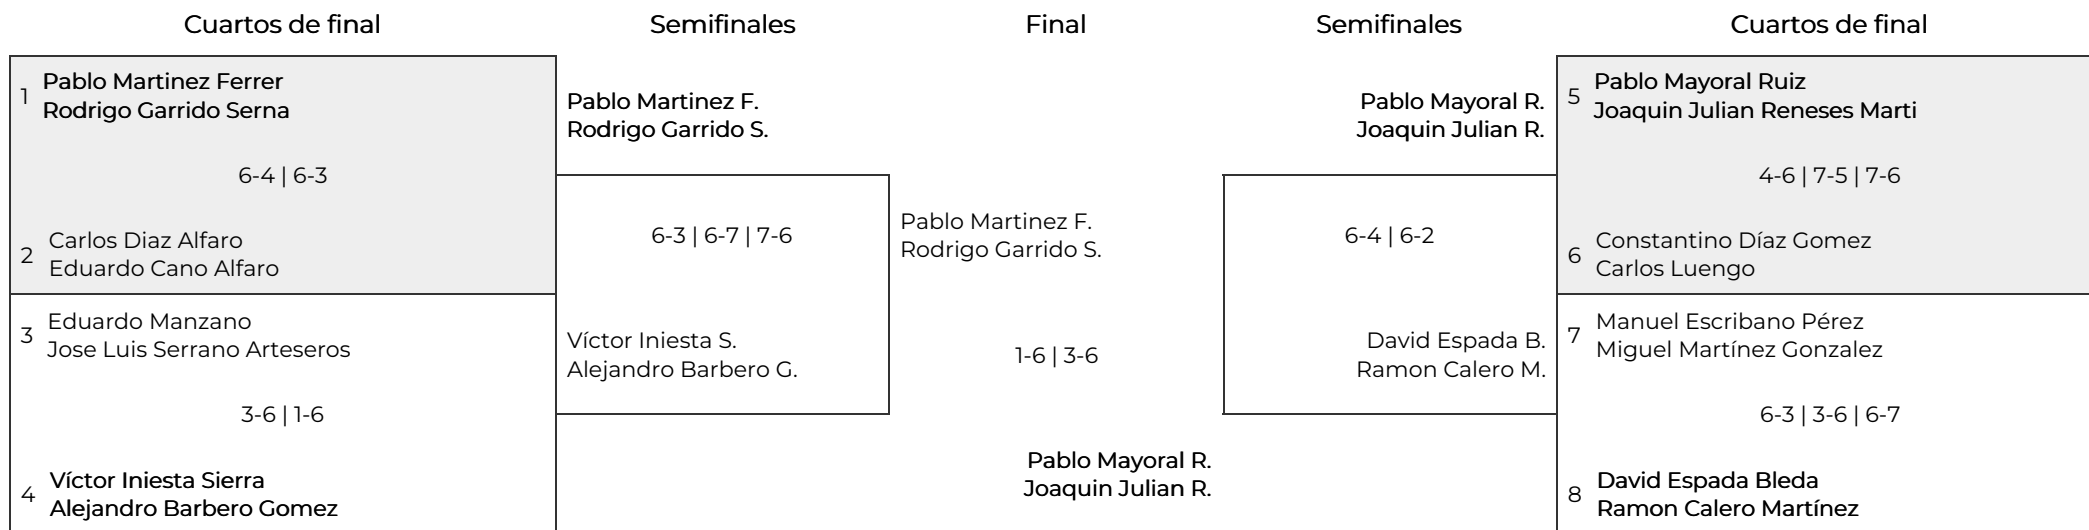 Cuartos de final
Semifinales
Final
Semifinales
Cuartos de final
1
Pablo Martinez Ferrer
Rodrigo Garrido Serna
6-4 | 6-3
2
Carlos Diaz Alfaro
Eduardo Cano Alfaro
3
Eduardo Manzano
Jose Luis Serrano Arteseros
3-6 | 1-6
4
Víctor Iniesta Sierra
Alejandro Barbero Gomez
Pablo Martinez F.
Rodrigo Garrido S.
6-3 | 6-7 | 7-6
Víctor Iniesta S.
Alejandro Barbero G.
Pablo Martinez F.
Rodrigo Garrido S.
1-6 | 3-6
Pablo Mayoral R.
Joaquin Julian R.
Pablo Mayoral R.
Joaquin Julian R.
6-4 | 6-2
David Espada B.
Ramon Calero M.
5
Pablo Mayoral Ruiz
Joaquin Julian Reneses Marti
4-6 | 7-5 | 7-6
6
Constantino Díaz Gomez
Carlos Luengo
7
Manuel Escribano Pérez
Miguel Martínez Gonzalez
6-3 | 3-6 | 6-7
8
David Espada Bleda
Ramon Calero Martínez